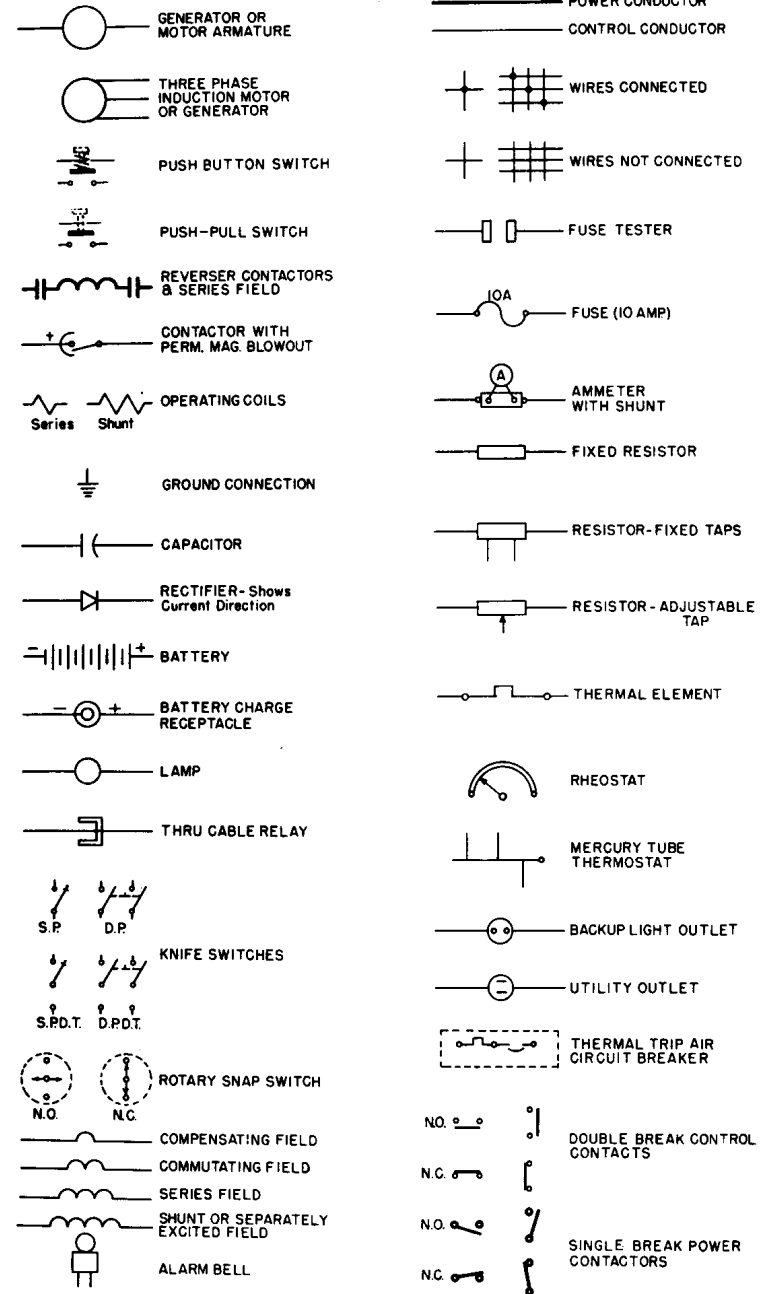 GENERATOR OR
MOTOR ARMATURE
THREE PHASE
INDUCTION MOTOR
OR GENERATOR
PUSH BUTTON SWITCH
PUSH-PULL SWITCH
REVERSER CONTACTORS
& SERIES FIELD
+
CONTACTOR WITH
PERM. MAG. BLOWOUT
OPERATING COILS
Series Shunt
GROUND CONNECTION
CAPACITOR
RECTIFIER-Shows
Current Direction
- + BATTERY
- + BATTERY CHARGE
RECEPTACLE
LAMP
THRU CABLE RELAY
S.P. D.P.
KNIFE SWITCHES
S.P.D.T. D.P.D.T.
ROTARY SNAP SWITCH
N.O. N.C.
COMPENSATING FIELD
COMMUTATING FIELD
SERIES FIELD
SHUNT OR SEPARATELY
EXCITED FIELD
ALARM BELL
POWER CONDUCTOR
CONTROL CONDUCTOR
WIRES CONNECTED
WIRES NOT CONNECTED
FUSE TESTER
10A
FUSE (10 AMP)
A
AMMETER
WITH SHUNT
FIXED RESISTOR
RESISTOR-FIXED TAPS
RESISTOR-ADJUSTABLE
TAP
THERMAL ELEMENT
RHEOSTAT
MERCURY TUBE
THERMOSTAT
BACKUP LIGHT OUTLET
UTILITY OUTLET
THERMAL TRIP AIR
CIRCUIT BREAKER
N.O.
DOUBLE BREAK CONTROL
CONTACTS
N.C.
N.O.
SINGLE BREAK POWER
CONTACTORS
N.C.